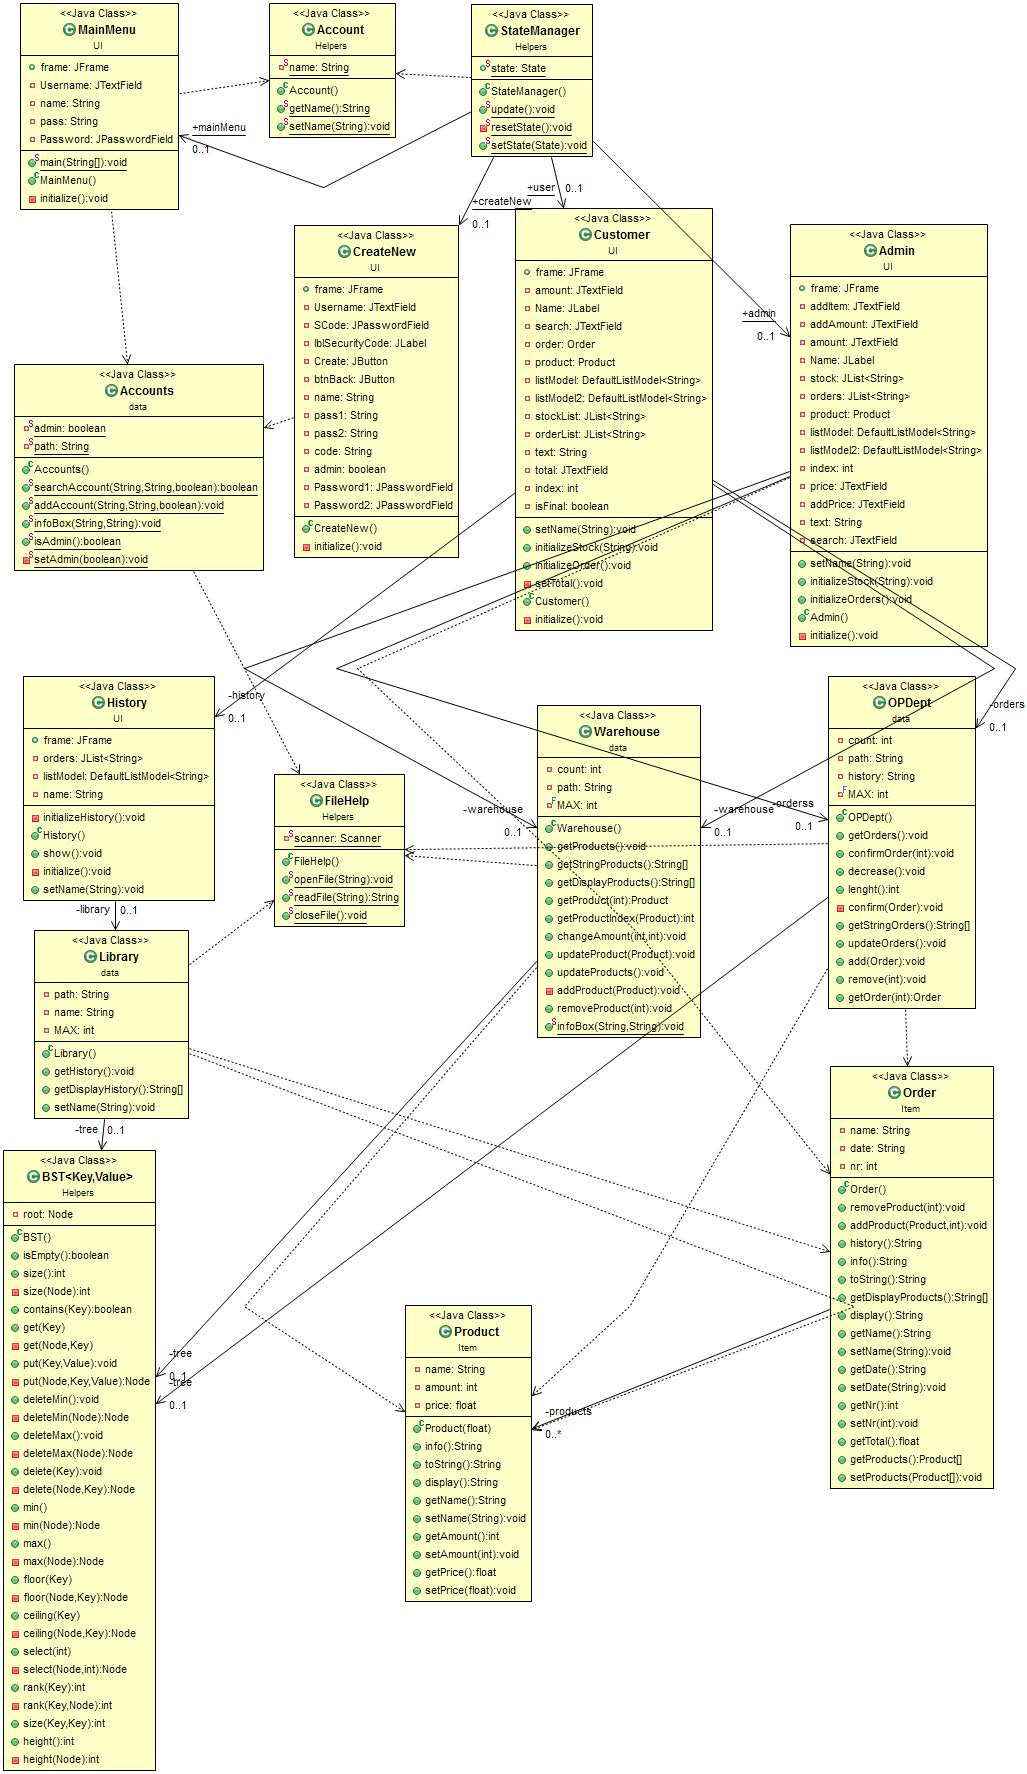 <<Java Class>>
MainMenu
UI
frame: JFrame
Username: JTextField
name: String
pass: String
Password: JPasswordField
main(String[]):void
MainMenu()
initialize():void
<<Java Class>>
Account
Helpers
name: String
Account()
getName():String
setName(String):void
<<Java Class>>
StateManager
Helpers
state: State
StateManager()
update():void
resetState():void
setState(State):void
+mainMenu
0..1
+createNew
0..1
+user
0..1
+admin
0..1
<<Java Class>>
CreateNew
UI
frame: JFrame
Username: JTextField
SCode: JPasswordField
lblSecurityCode: JLabel
Create: JButton
btnBack: JButton
name: String
pass1: String
pass2: String
code: String
admin: boolean
Password1: JPasswordField
Password2: JPasswordField
CreateNew()
initialize():void
<<Java Class>>
Customer
UI
frame: JFrame
amount: JTextField
Name: JLabel
search: JTextField
order: Order
product: Product
listModel: DefaultListModel<String>
listModel2: DefaultListModel<String>
stockList: JList<String>
orderList: JList<String>
text: String
total: JTextField
index: int
isFinal: boolean
setName(String):void
initializeStock(String):void
initializeOrder():void
setTotal():void
Customer()
initialize():void
<<Java Class>>
Admin
UI
frame: JFrame
addItem: JTextField
addAmount: JTextField
amount: JTextField
Name: JLabel
stock: JList<String>
orders: JList<String>
product: Product
listModel: DefaultListModel<String>
listModel2: DefaultListModel<String>
index: int
price: JTextField
addPrice: JTextField
text: String
search: JTextField
setName(String):void
initializeStock(String):void
initializeOrders():void
Admin()
initialize():void
<<Java Class>>
Accounts
data
admin: boolean
path: String
Accounts()
searchAccount(String,String,boolean):boolean
addAccount(String,String,boolean):void
infoBox(String,String):void
isAdmin():boolean
setAdmin(boolean):void
<<Java Class>>
History
UI
frame: JFrame
orders: JList<String>
listModel: DefaultListModel<String>
name: String
initializeHistory():void
History()
show():void
initialize():void
setName(String):void
-history
0..1
<<Java Class>>
FileHelp
Helpers
scanner: Scanner
FileHelp()
openFile(String):void
readFile(String):String
closeFile():void
<<Java Class>>
Warehouse
data
count: int
path: String
MAX: int
Warehouse()
getProducts():void
getStringProducts():String[]
getDisplayProducts():String[]
getProduct(int):Product
getProductIndex(Product):int
changeAmount(int,int):void
updateProduct(Product):void
updateProducts():void
addProduct(Product):void
removeProduct(int):void
infoBox(String,String):void
-warehouse
0..1
-warehouse
0..1
-orderss
0..1
-orders
0..1
<<Java Class>>
OPDept
data
count: int
path: String
history: String
MAX: int
OPDept()
getOrders():void
confirmOrder(int):void
decrease():void
lenght():int
confirm(Order):void
getStringOrders():String[]
updateOrders():void
add(Order):void
remove(int):void
getOrder(int):Order
-library
0..1
<<Java Class>>
Library
data
path: String
name: String
MAX: int
Library()
getHistory():void
getDisplayHistory():String[]
setName(String):void
-tree
0..1
<<Java Class>>
BST<Key,Value>
Helpers
root: Node
BST()
isEmpty():boolean
size():int
size(Node):int
contains(Key):boolean
get(Key)
get(Node,Key)
put(Key,Value):void
put(Node,Key,Value):Node
deleteMin():void
deleteMin(Node):Node
deleteMax():void
deleteMax(Node):Node
delete(Key):void
delete(Node,Key):Node
min()
min(Node):Node
max()
max(Node):Node
floor(Key)
floor(Node,Key):Node
ceiling(Key)
ceiling(Node,Key):Node
select(int)
select(Node,int):Node
rank(Key):int
rank(Key,Node):int
size(Key,Key):int
height():int
height(Node):int
-tree
0..1
-tree
0..1
<<Java Class>>
Product
Item
name: String
amount: int
price: float
Product(float)
info():String
toString():String
display():String
getName():String
setName(String):void
getAmount():int
setAmount(int):void
getPrice():float
setPrice(float):void
-products
0..*
<<Java Class>>
Order
Item
name: String
date: String
nr: int
Order()
removeProduct(int):void
addProduct(Product,int):void
history():String
info():String
toString():String
getDisplayProducts():String[]
display():String
getName():String
setName(String):void
getDate():String
setDate(String):void
getNr():int
setNr(int):void
getTotal():float
getProducts():Product[]
setProducts(Product[]):void